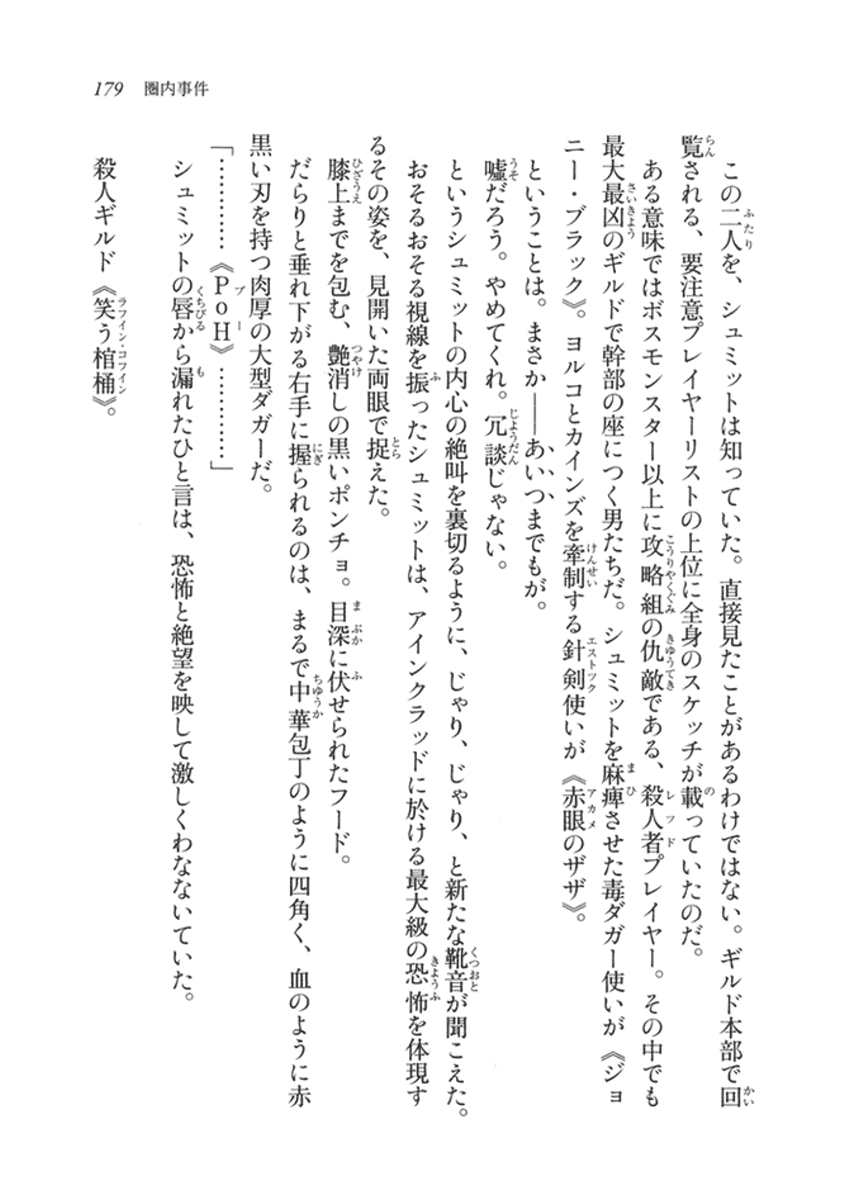 179 圏内事件
この二人を、シュミットは知っていた。直接見たことがあるわけではない。ギルド本部で回
覧される、要注意プレイヤーリストの上位に全身のスケッチが載っていたのだ。
ある意味ではボスモンスター以上に攻略組の仇敵である、殺人者プレイヤー。その中でも
最大最凶のギルドで幹部の座につく男たちだ。シュミットを麻痺させた毒ダガー使いが《ジョ
ニー・ブラック》。ヨルコとカインズを牽制する針剣使いが《赤眼のザザ》。
ということは。まさか――あいつまでもが。
嘘だろう。やめてくれ。冗談じゃない。
というシュミットの内心の絶叫を裏切るように、じゃり、じゃり、と新たな靴音が聞こえた。
おそるおそる視線を振ったシュミットは、アインクラッドに於ける最大級の恐怖を体現す
るその姿を、見開いた両眼で捉えた。
膝上までを包む、艶消しの黒いポンチョ。目深に伏せられたフード。
だらりと垂れ下がる右手に握られるのは、まるで中華包丁のように四角く、血のように赤
黒い刃を持つ肉厚の大型ダガーだ。
「…………《PoH》…………」
シュミットの唇から漏れたひと言は、恐怖と絶望を映して激しくわなないていた。
殺人ギルド《笑う棺桶》。